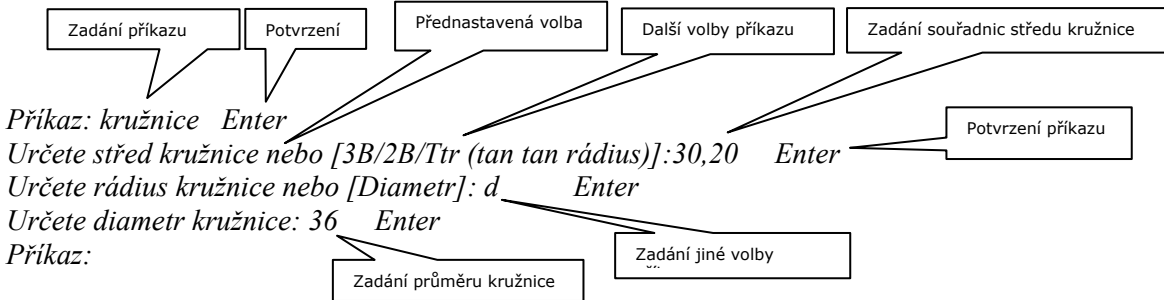 Zadání příkazu
Potvrzení
Přednastavená volba
Další volby příkazu
Zadání souřadnic středu kružnice
Příkaz: kružnice Enter
Potvrzení příkazu
Určete střed kružnice nebo [3B/2B/Ttr (tan tan rádius)]:30,20 Enter
Určete rádius kružnice nebo [Diametr]: d Enter
Určete diametr kružnice: 36 Enter
Příkaz:
Zadání jiné volby
Zadání průměru kružnice